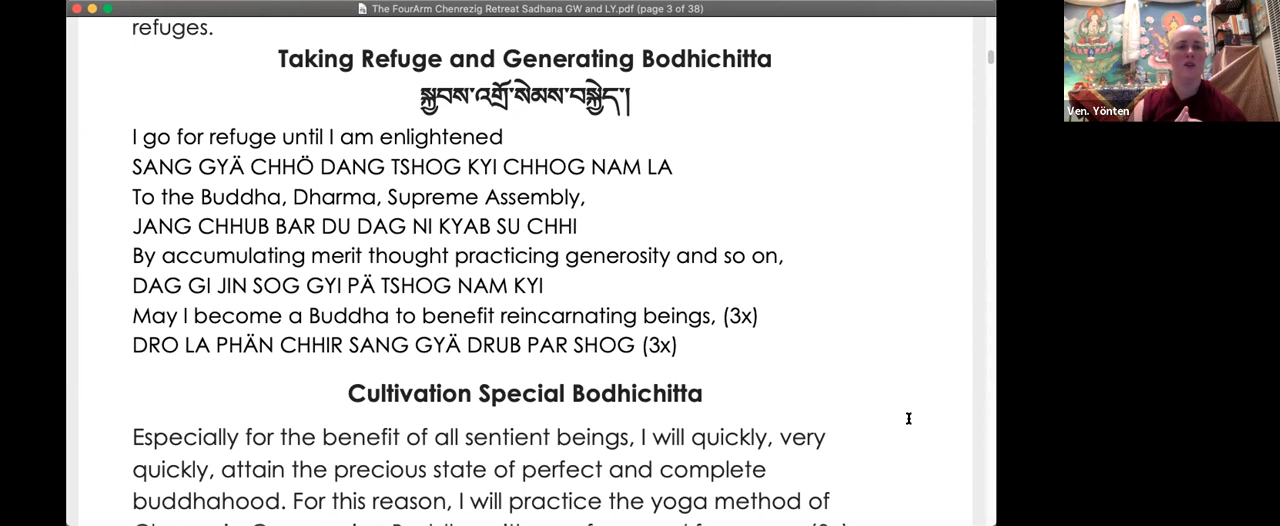 The FourArm Chenrezig Retreat Sadhana GW and LY.pdf (page 3 of 38)
refuges.
Taking Refuge and Generating Bodhichitta
སྐྱབས་འགྲོ་སེམས་བསྐྱེད།
I go for refuge until I am enlightened
SANG GYÄ CHHÖ DANG TSHOG KYI CHHOG NAM LA
To the Buddha, Dharma, Supreme Assembly,
JANG CHHUB BAR DU DAG NI KYAB SU CHHI
By accumulating merit thought practicing generosity and so on,
DAG GI JIN SOG GYI PÄ TSHOG NAM KYI
May I become a Buddha to benefit reincarnating beings, (3x)
DRO LA PHÄN CHHIR SANG GYÄ DRUB PAR SHOG (3x)
Cultivation Special Bodhichitta
Especially for the benefit of all sentient beings, I will quickly, very
quickly, attain the precious state of perfect and complete
buddhahood. For this reason, I will practice the yoga method of
Ven. Yönten